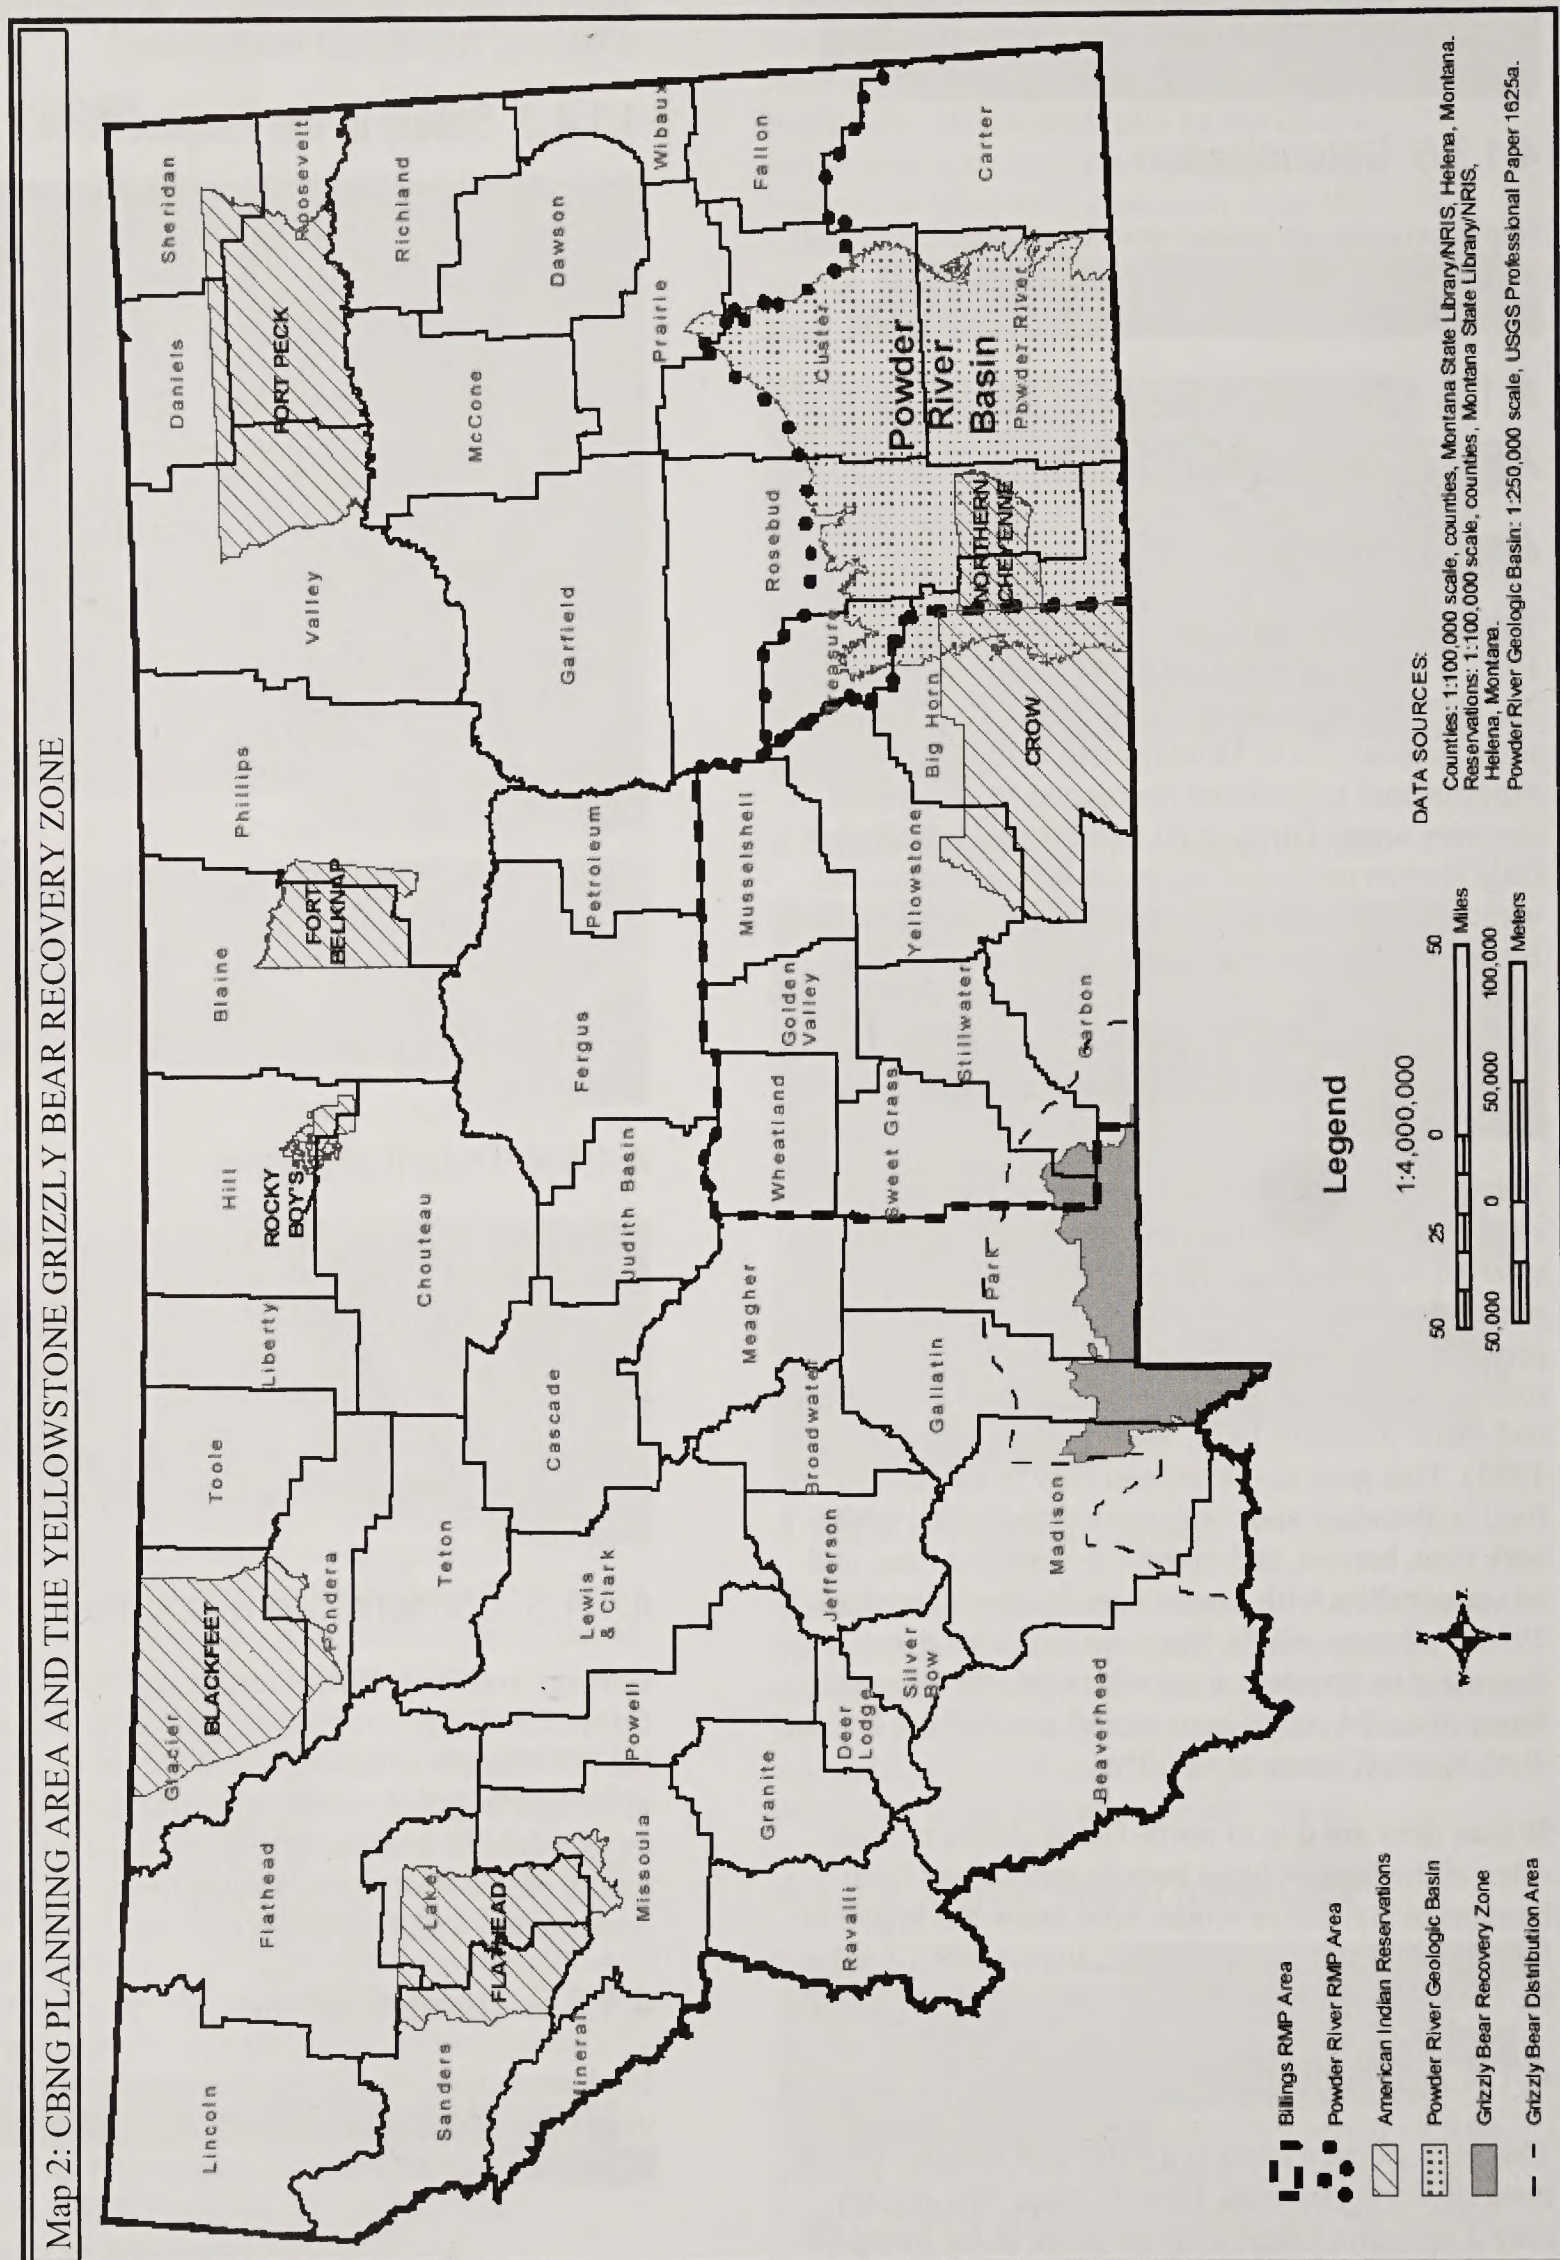 Map 2: CBNG PLANNING AREA AND THE YELLOWSTONE GRIZZLY BEAR RECOVERY ZONE
Lincoln
Flathead
Glacier
BLACKFEET
Toole
Liberty
Hill
ROCKY
BOY'S
Blaine
FORT
BELKNAP
Phillips
Valley
Daniels
Sheridan
FORT PECK
Roosevelt
Sanders
Lake
FLATHEAD
Pondera
Teton
Chouteau
McCone
Richland
Mineral
Missoula
Powell
Lewis
& Clark
Cascade
Judith Basin
Fergus
Petroleum
Garfield
Dawson
Prairie
Wibaux
Ravalli
Granite
Deer
Lodge
Silver
Bow
Jefferson
Broadwater
Meagher
Wheatland
Golden
Valley
Musselshell
Treasure
Rosebud
Custer
Fallon
Beaverhead
Madison
Gallatin
Park
Sweet Grass
Stillwater
Yellowstone
Carbon
Big Horn
CROW
NORTHERN
CHEYENNE
Powder
River
Basin
Powder River
Carter
Billings RMP Area
Powder River RMP Area
American Indian Reservations
Powder River Geologic Basin
Grizzly Bear Recovery Zone
Grizzly Bear Distribution Area
N
W
E
S
Legend
1:4,000,000
50 25 0 50
Miles
50,000 0 50,000 100,000
Meters
DATA SOURCES:
Counties: 1:100,000 scale, counties, Montana State Library/NRIS, Helena, Montana.
Reservations: 1:100,000 scale, counties, Montana State Library/NRIS,
Helena, Montana.
Powder River Geologic Basin: 1:250,000 scale, USGS Professional Paper 1625a.